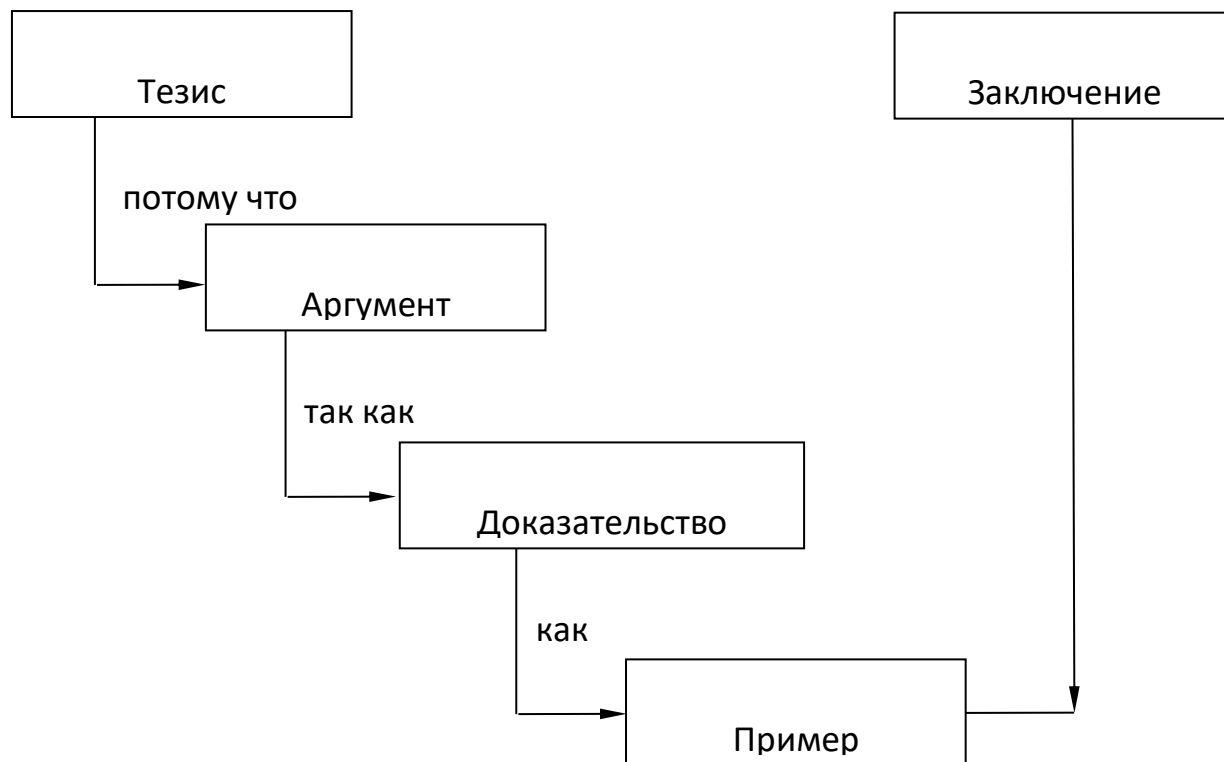 Тезис
Заключение
потому что
Аргумент
так как
Доказательство
как
Пример